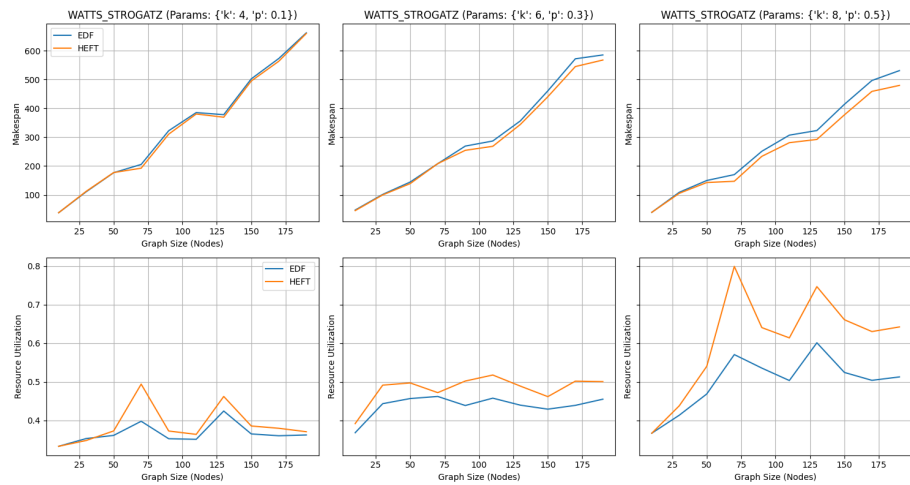 WATTS_STROGATZ (Params: {'k': 4, 'p': 0.1})
EDF
HEFT
Makespan
600
500
400
300
200
100
25 50 75 100 125 150 175
Graph Size (Nodes)
WATTS_STROGATZ (Params: {'k': 6, 'p': 0.3})
Makespan
25 50 75 100 125 150 175
Graph Size (Nodes)
WATTS_STROGATZ (Params: {'k': 8, 'p': 0.5})
Makespan
25 50 75 100 125 150 175
Graph Size (Nodes)
EDF
HEFT
Resource Utilization
0.8
0.7
0.6
0.5
0.4
25 50 75 100 125 150 175
Graph Size (Nodes)
Resource Utilization
25 50 75 100 125 150 175
Graph Size (Nodes)
Resource Utilization
25 50 75 100 125 150 175
Graph Size (Nodes)